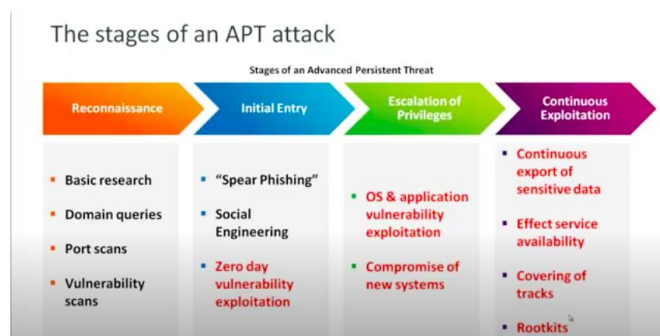 The stages of an APT attack
Stages of an Advanced Persistent Threat
Reconnaissance
Initial Entry
Escalation of
Privileges
Continuous
Exploitation
Basic research
Domain queries
Port scans
Vulnerability
scans
“Spear Phishing”
Social
Engineering
Zero day
vulnerability
exploitation
OS & application
vulnerability
exploitation
Compromise of
new systems
Continuous
export of
sensitive data
Effect service
availability
Covering of
tracks
Rootkits